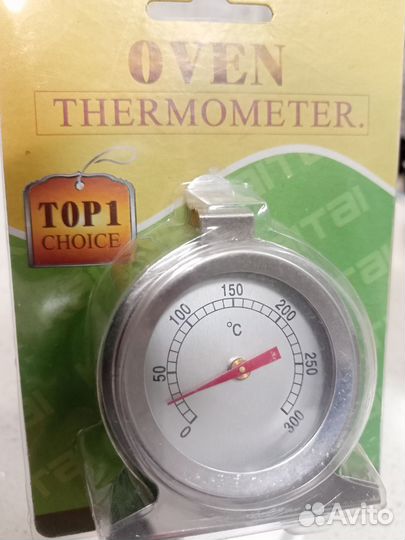 OVEN
THERMOMETER.
TOP1
CHOICE
0
50
100
150
200
250
300
°C
Avito